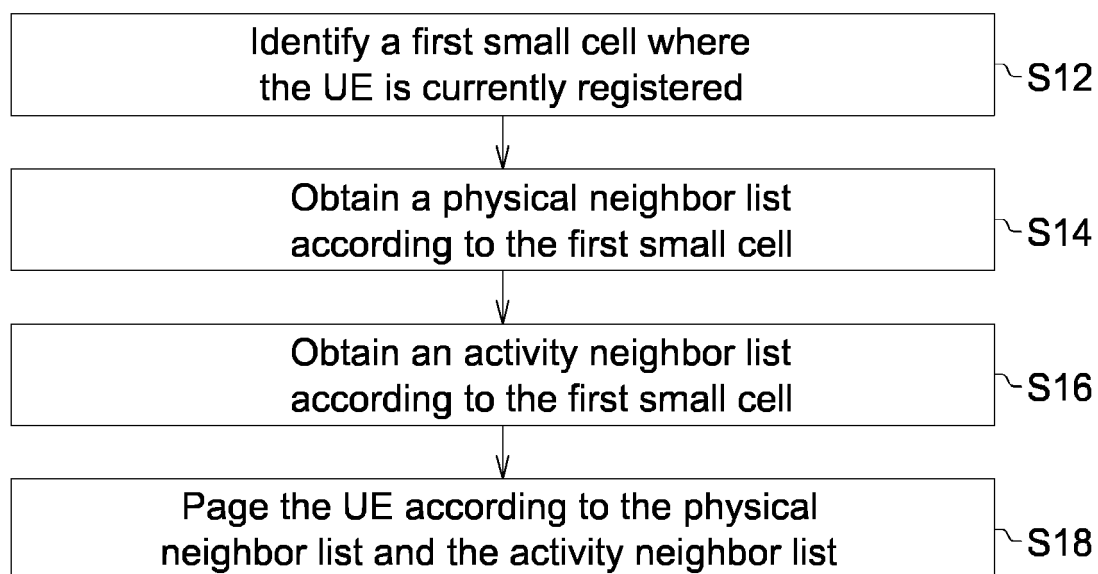 Identify a first small cell where
the UE is currently registered
S12
Obtain a physical neighbor list
according to the first small cell
S14
Obtain an activity neighbor list
according to the first small cell
S16
Page the UE according to the physical
neighbor list and the activity neighbor list
S18